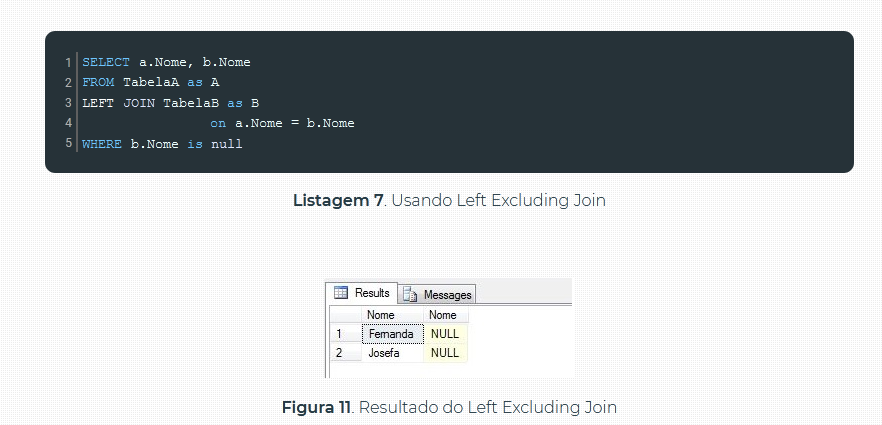 1 SELECT a.Nome, b.Nome
2 FROM TabelaA as A
3 LEFT JOIN TabelaB as B
4 on a.Nome = b.Nome
5 WHERE b.Nome is null
Listagem 7. Usando Left Excluding Join
Results Messages
Nome Nome
1 Fernanda NULL
2 Josefa NULL
Figura 11. Resultado do Left Excluding Join